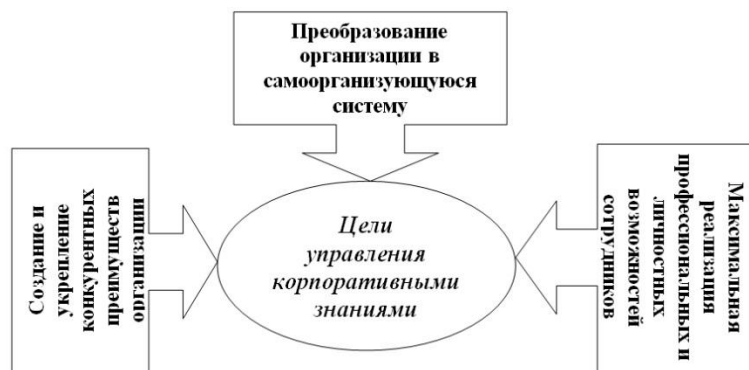 Преобразование
организации в
самоорганизующуюся
систему
Создание и
укрепление
конкурентных
преимуществ
организации
Цели
управления
корпоративными
знаниями
Максимальная
реализация
профессиональных и
личностных
возможностей
сотрудников